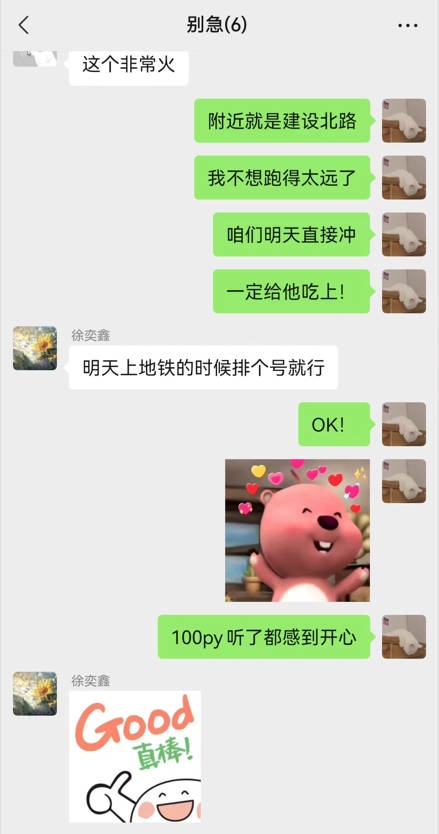 别急(6)
这个非常火
附近就是建设北路
我不想跑得太远了
咱们明天直接冲
一定给他吃上！
徐奕鑫
明天上地铁的时候排个号就行
OK！
100py 听了都感到开心
徐奕鑫
Good
真棒！